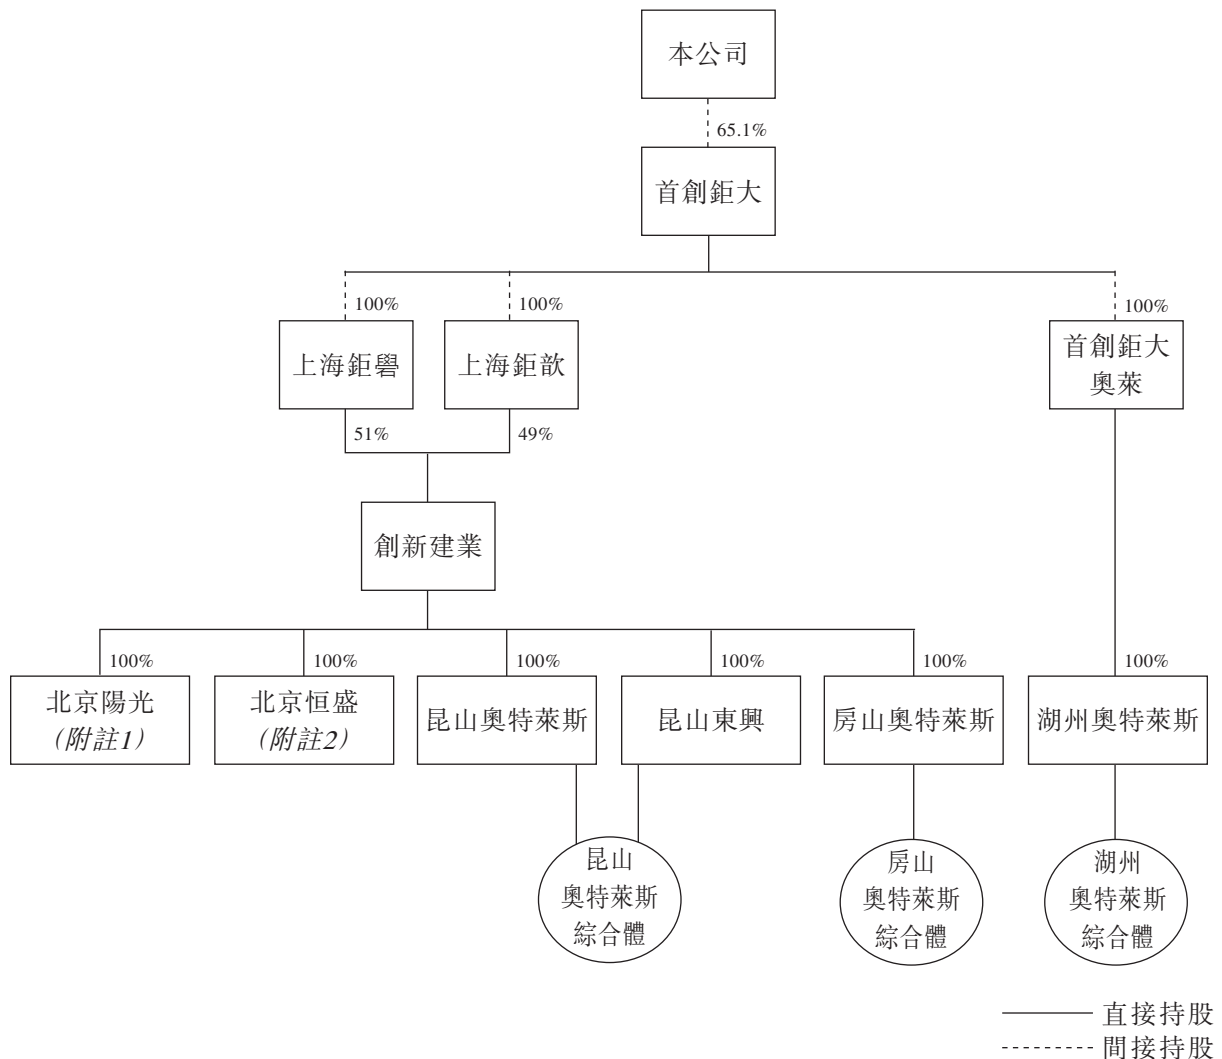 本公司
65.1%
首創鉅大
100%
100%
100%
上海鉅礐
上海鉅歆
首創鉅大
奧萊
51%
49%
創新建業
100%
100%
100%
100%
100%
100%
北京陽光
(附註1)
北京恒盛
(附註2)
昆山奧特萊斯
昆山東興
房山奧特萊斯
湖州奧特萊斯
昆山
奧特萊斯
綜合體
房山
奧特萊斯
綜合體
湖州
奧特萊斯
綜合體
直接持股
間接持股